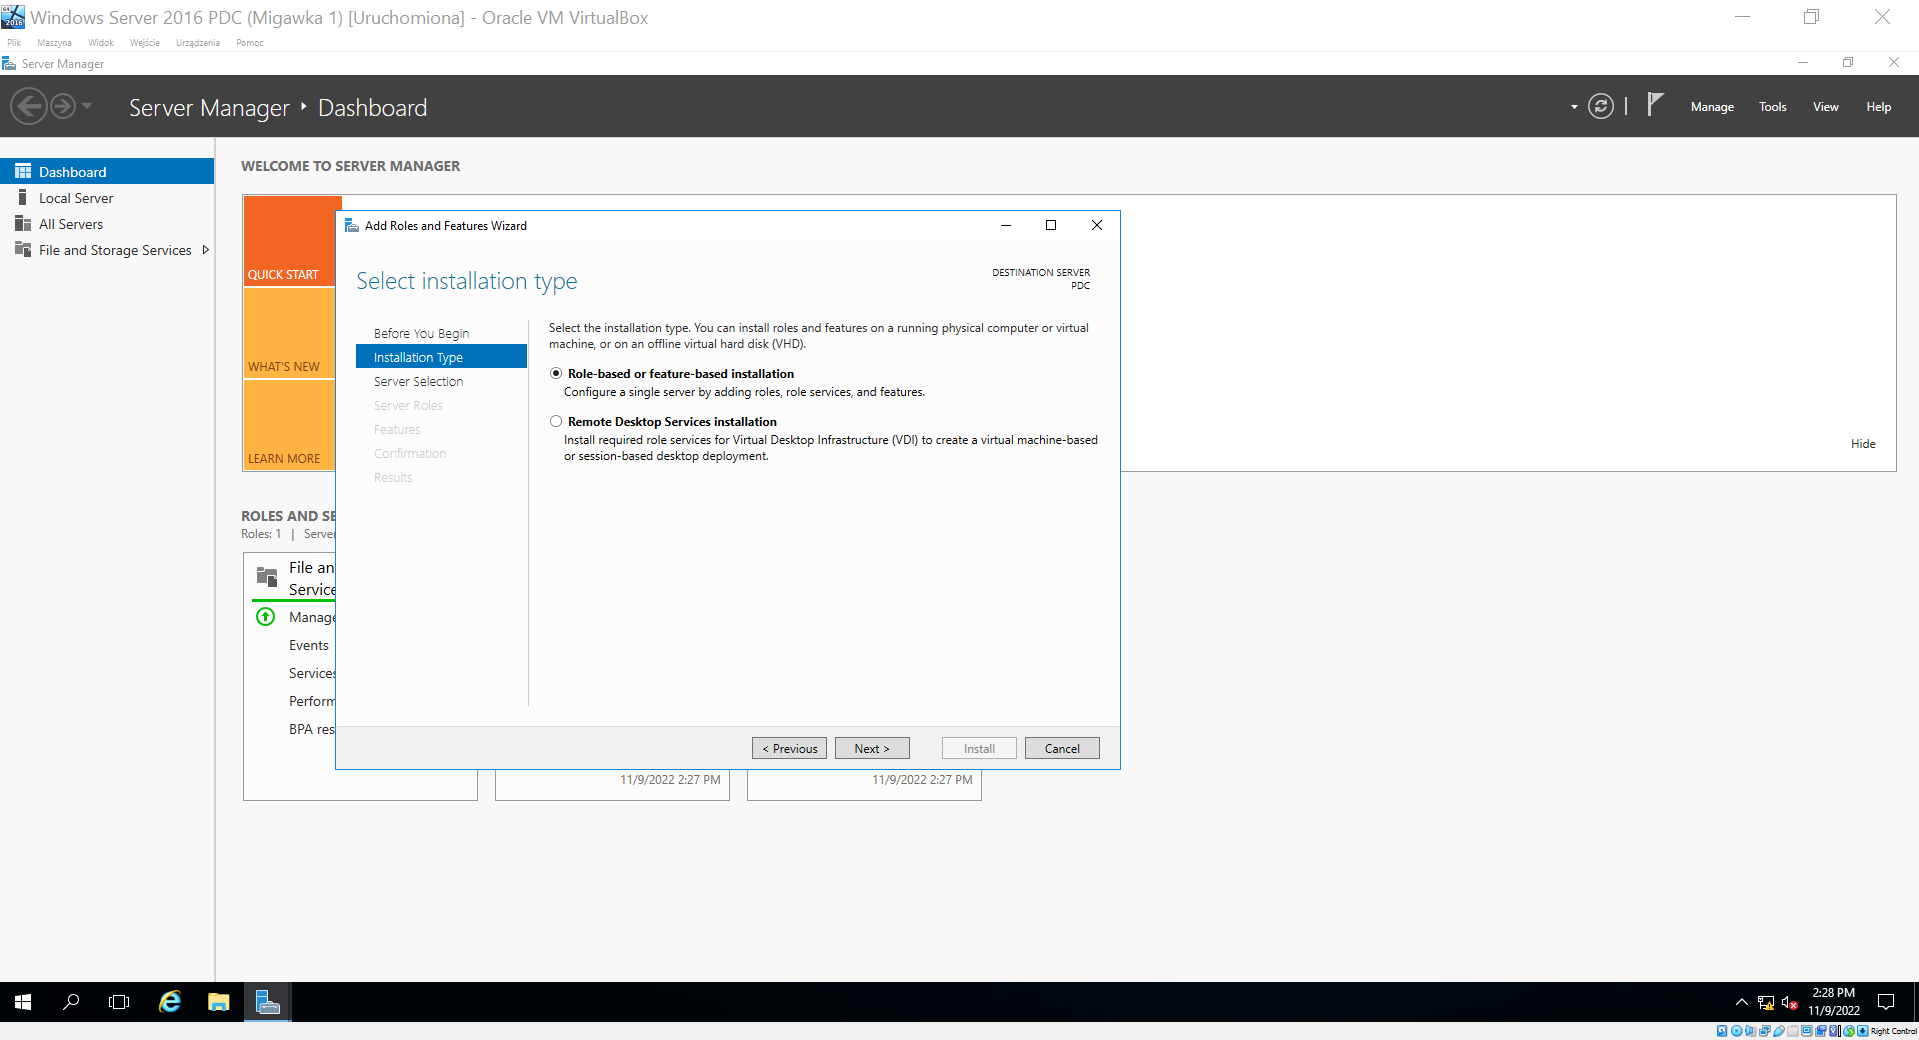 Windows Server 2016 PDC (Migawka 1) [Uruchomiona] - Oracle VM VirtualBox
Plik Maszyna Widok Wejście Urządzenia Pomoc
Server Manager
Server Manager Dashboard
Manage Tools View Help
Dashboard
Local Server
All Servers
File and Storage Services
WELCOME TO SERVER MANAGER
QUICK START
WHAT'S NEW
LEARN MORE
Hide
ROLES AND SE
Roles: 1 | Server
File an
Service
Manage
Events
Services
Perform
BPA res
11/9/2022 2:27 PM
11/9/2022 2:27 PM
Add Roles and Features Wizard
Select installation type
DESTINATION SERVER
PDC
Before You Begin
Installation Type
Server Selection
Server Roles
Features
Confirmation
Results
Select the installation type. You can install roles and features on a running physical computer or virtual
machine, or on an offline virtual hard disk (VHD).
Role-based or feature-based installation
Configure a single server by adding roles, role services, and features.
Remote Desktop Services installation
Install required role services for Virtual Desktop Infrastructure (VDI) to create a virtual machine-based
or session-based desktop deployment.
< Previous Next > Install Cancel
2:28 PM
11/9/2022
Right Control